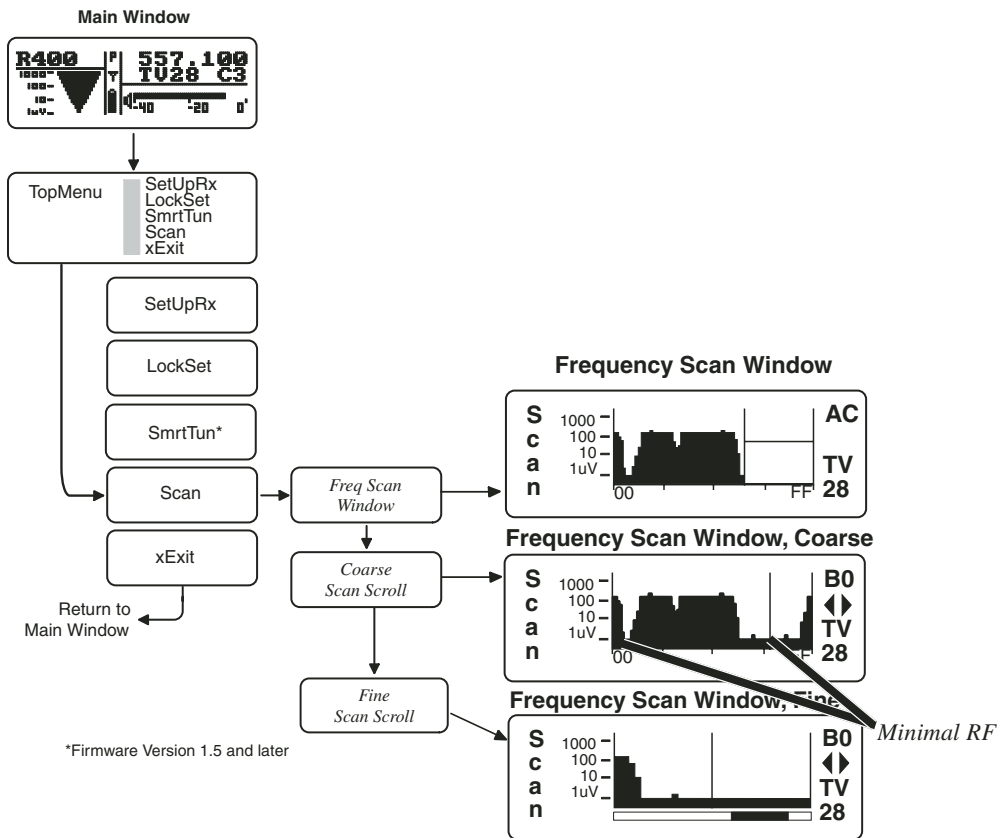 Main Window
R400
P
557.100
TV28 C3
1000-
100-
10-
1uV-
-40 -20 0
TopMenu
SetUpRx
LockSet
SmrtTun
Scan
xExit
SetUpRx
LockSet
SmrtTun*
Scan
xExit
Return to
Main Window
*Firmware Version 1.5 and later
Freq Scan
Window
Coarse
Scan Scroll
Fine
Scan Scroll
Frequency Scan Window
Scan
1000
100
10
1uV
00 FF
AC
TV
28
Frequency Scan Window, Coarse
Scan
1000
100
10
1uV
00 F
B0
TV
28
Frequency Scan Window, Fine
Scan
1000
100
10
1uV
B0
TV
28
Minimal RF